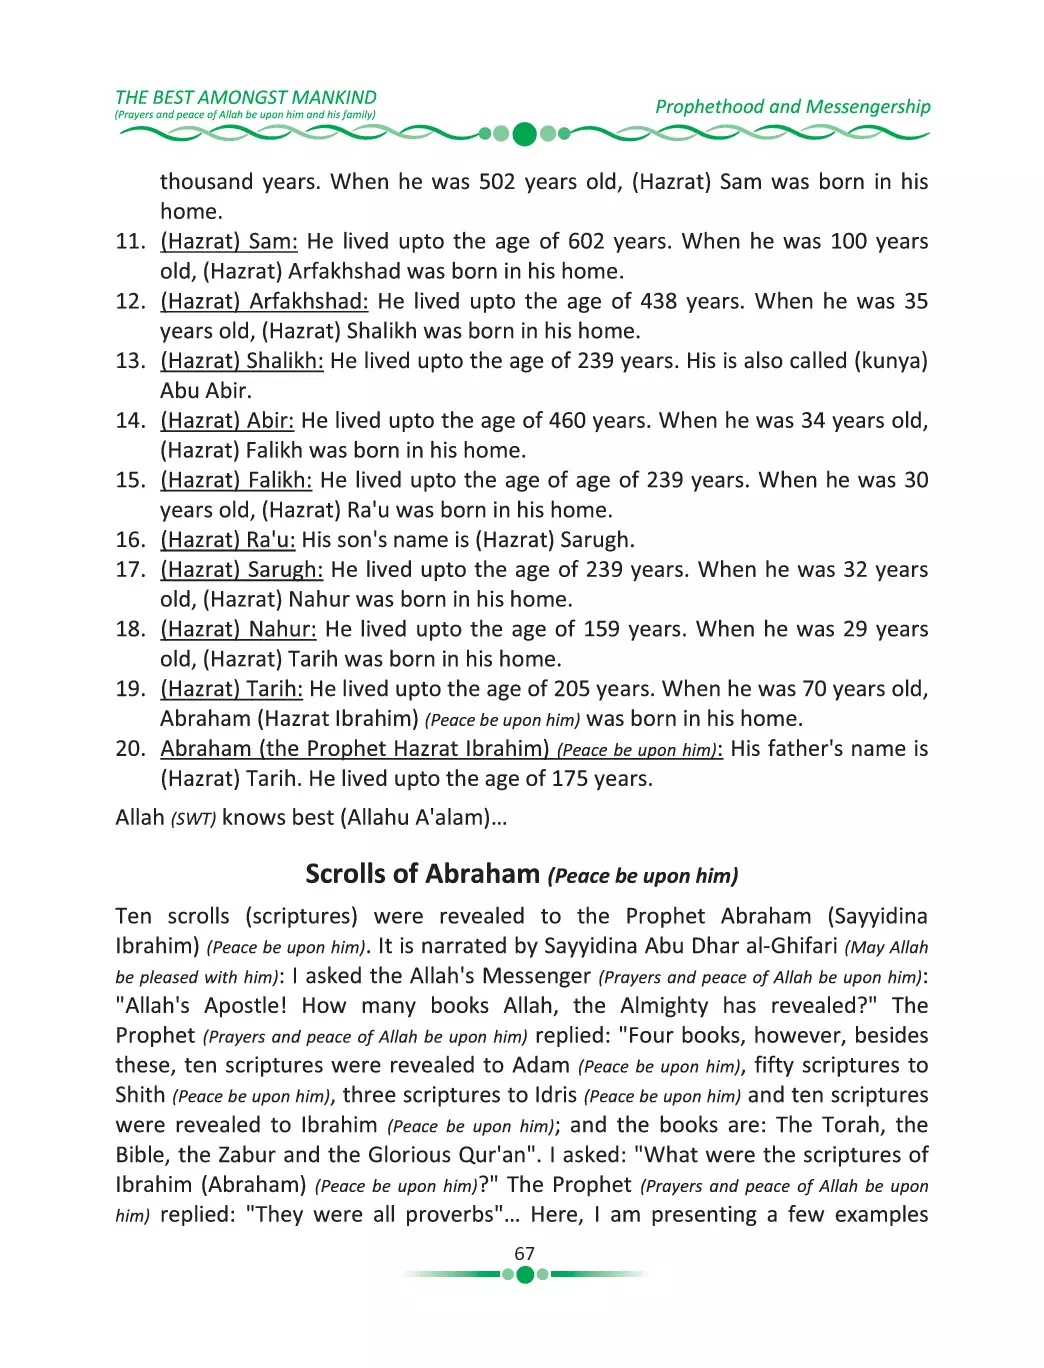 THE BEST AMONGST MANKIND
(Prayers and peace of Allah be upon him and his family)
Prophethood and Messengership
thousand years. When he was 502 years old, (Hazrat) Sam was born in his
home.
11. (Hazrat) Sam: He lived upto the age of 602 years. When he was 100 years
old, (Hazrat) Arfakhshad was born in his home.
12. (Hazrat) Arfakhshad: He lived upto the age of 438 years. When he was 35
years old, (Hazrat) Shalikh was born in his home.
13. (Hazrat) Shalikh: He lived upto the age of 239 years. His is also called (kunya)
Abu Abir.
14. (Hazrat) Abir: He lived upto the age of 460 years. When he was 34 years old,
(Hazrat) Falikh was born in his home.
15. (Hazrat) Falikh: He lived upto the age of age of 239 years. When he was 30
years old, (Hazrat) Ra'u was born in his home.
16. (Hazrat) Ra'u: His son's name is (Hazrat) Sarugh.
17. (Hazrat) Sarugh: He lived upto the age of 239 years. When he was 32 years
old, (Hazrat) Nahur was born in his home.
18. (Hazrat) Nahur: He lived upto the age of 159 years. When he was 29 years
old, (Hazrat) Tarih was born in his home.
19. (Hazrat) Tarih: He lived upto the age of 205 years. When he was 70 years old,
Abraham (Hazrat Ibrahim) (Peace be upon him) was born in his home.
20. Abraham (the Prophet Hazrat Ibrahim) (Peace be upon him): His father's name is
(Hazrat) Tarih. He lived upto the age of 175 years.
Allah (SWT) knows best (Allahu A'alam)...
Scrolls of Abraham (Peace be upon him)
Ten scrolls (scriptures) were revealed to the Prophet Abraham (Sayyidina
Ibrahim) (Peace be upon him). It is narrated by Sayyidina Abu Dhar al-Ghifari (May Allah
be pleased with him): I asked the Allah's Messenger (Prayers and peace of Allah be upon him):
"Allah's Apostle! How many books Allah, the Almighty has revealed?" The
Prophet (Prayers and peace of Allah be upon him) replied: "Four books, however, besides
these, ten scriptures were revealed to Adam (Peace be upon him), fifty scriptures to
Shith (Peace be upon him), three scriptures to Idris (Peace be upon him) and ten scriptures
were revealed to Ibrahim (Peace be upon him); and the books are: The Torah, the
Bible, the Zabur and the Glorious Qur'an". I asked: "What were the scriptures of
Ibrahim (Abraham) (Peace be upon him)?" The Prophet (Prayers and peace of Allah be upon
him) replied: "They were all proverbs"... Here, I am presenting a few examples
67